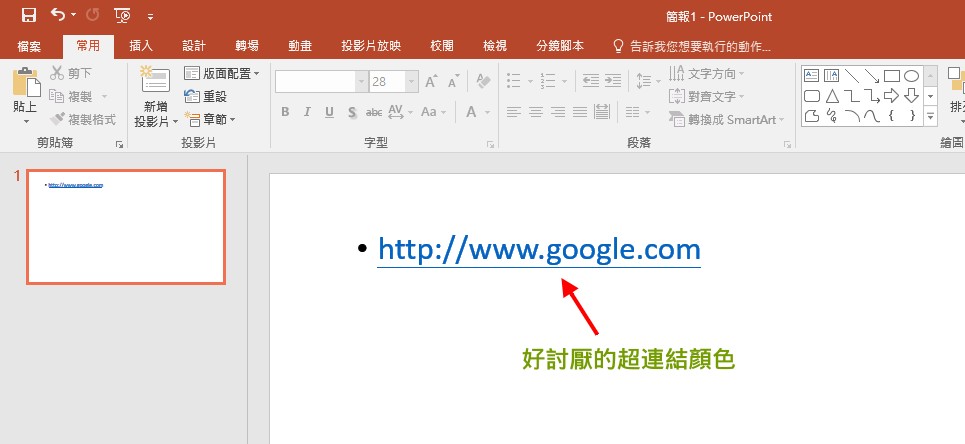 簡報1 - PowerPoint
檔案 常用 插入 設計 轉場 動畫 投影片放映 校閱 檢視 分鏡腳本 告訴我您想要執行的動作...
貼上 剪下 複製 複製格式 剪貼簿
新增投影片 版面配置 重設 章節 投影片
28 A A B I U S abc AV Aa A 字型
文字方向 對齊文字 轉換成 SmartArt 段落
A 排列 繪圖
1
• http://www.google.com
• http://www.google.com
好討厭的超連結顏色